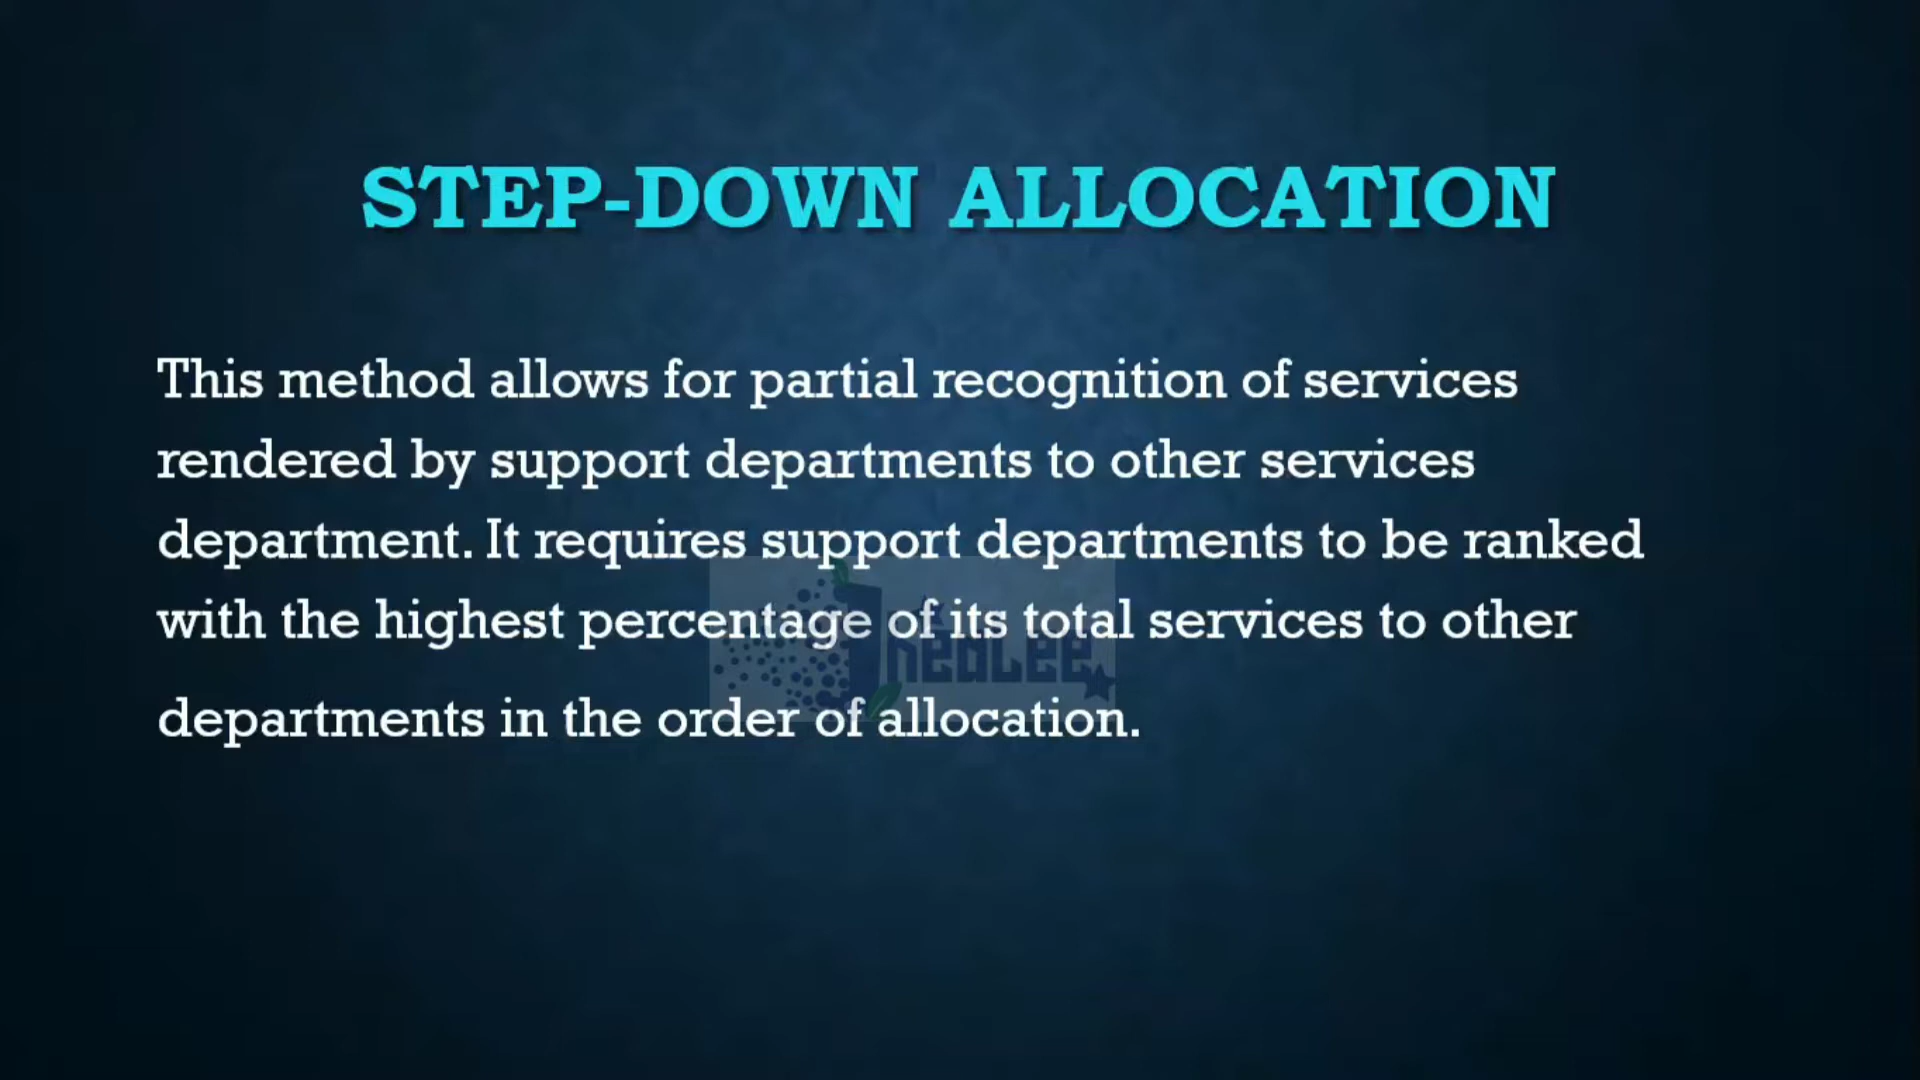 STEP-DOWN ALLOCATION
This method allows for partial recognition of services
rendered by support departments to other services
department. It requires support departments to be ranked
with the highest percentage of its total services to other
departments in the order of allocation.